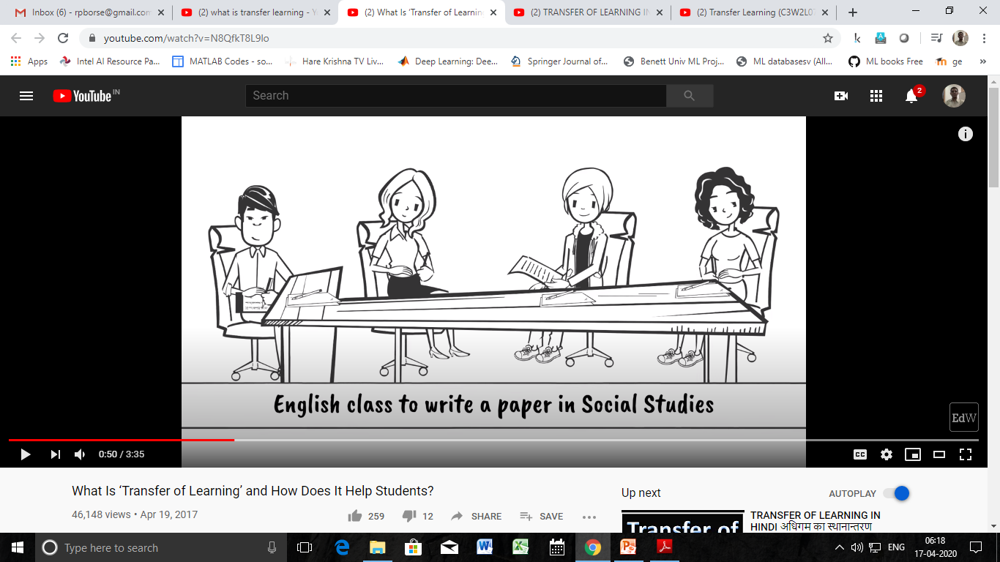 Inbox (6) - rpborse@gmail.com
(2) what is transfer learning - Y
(2) What Is 'Transfer of Learnin
(2) TRANSFER OF LEARNING IN
(2) Transfer Learning (C3W2L07
youtube.com/watch?v=N8QfkT8L9lo
Apps
Intel AI Resource Pa...
MATLAB Codes - so...
Hare Krishna TV Liv...
Deep Learning: Dee...
Springer Journal of...
Benett Univ ML Proj...
ML databasesv (All...
ML books Free
ge
»
YouTube IN
Search
2
English class to write a paper in Social Studies
EdW
0:50 / 3:35
CC
What Is ‘Transfer of Learning’ and How Does It Help Students?
46,148 views • Apr 19, 2017
259
12
SHARE
SAVE
Up next
AUTOPLAY
Transfer of
TRANSFER OF LEARNING IN
HINDI अधिगम का स्थानान्तरण
Type here to search
ENG
06:18
17-04-2020